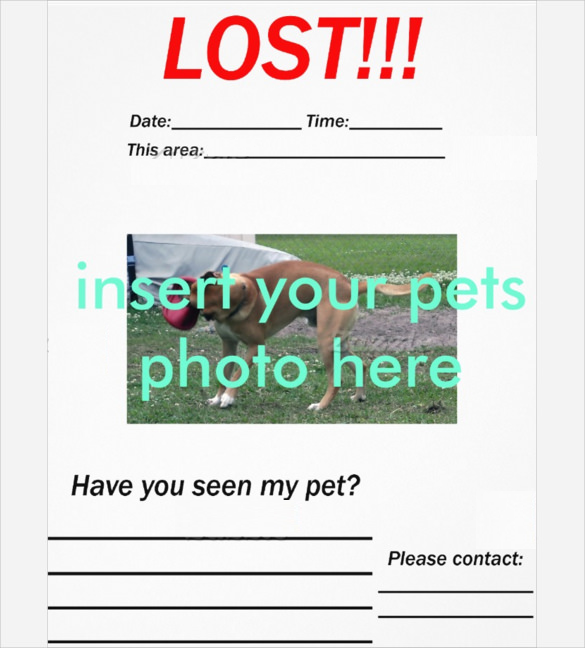 LOST!!!
Date: Time:
This area:
insert your pets
photo here
Have you seen my pet?
Please contact: